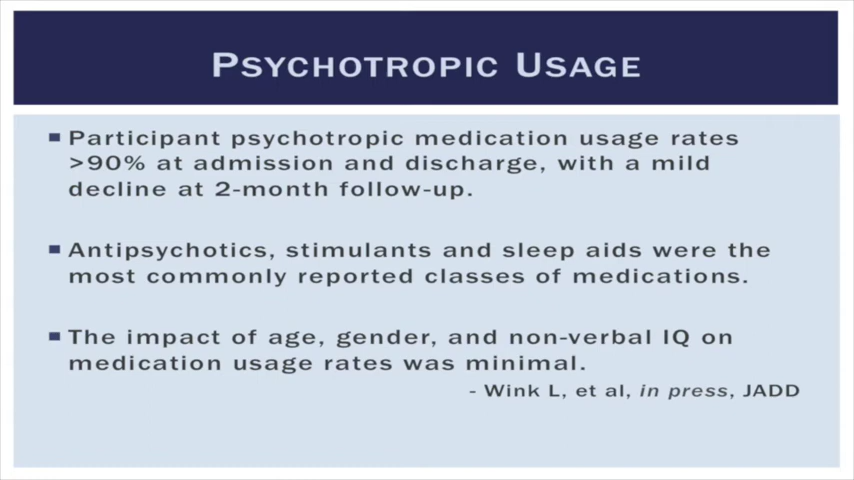 Psychotropic Usage
▪ Participant psychotropic medication usage rates
>90% at admission and discharge, with a mild
decline at 2-month follow-up.
▪ Antipsychotics, stimulants and sleep aids were the
most commonly reported classes of medications.
▪ The impact of age, gender, and non-verbal IQ on
medication usage rates was minimal.
- Wink L, et al, in press, JADD